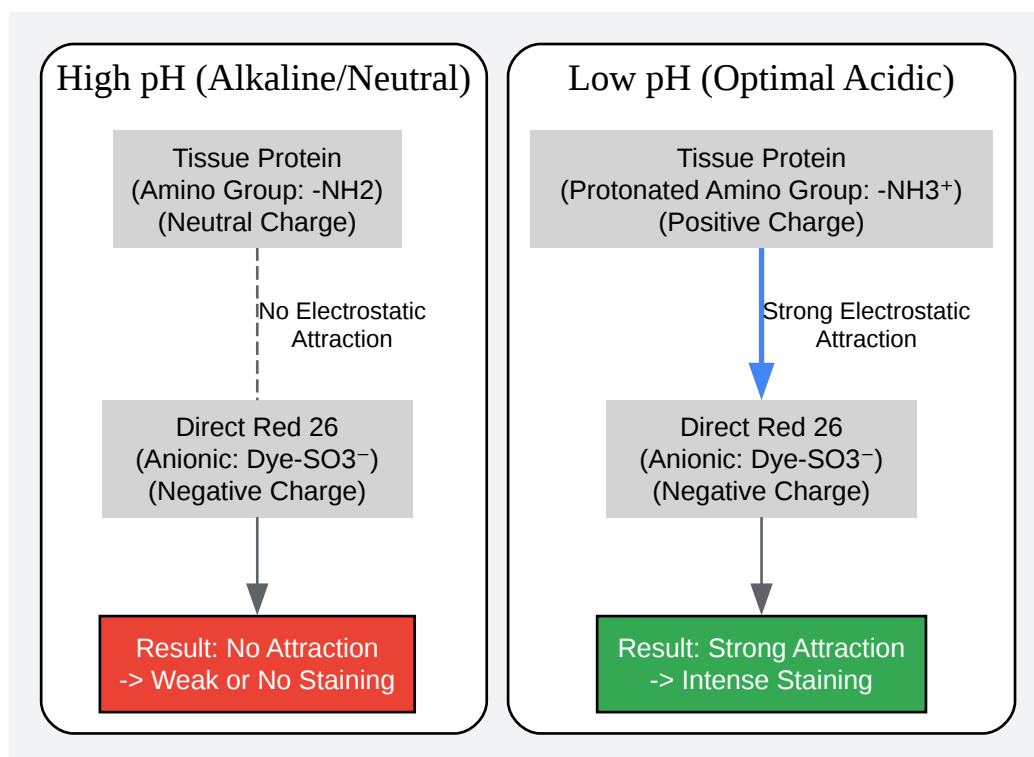 High pH (Alkaline/Neutral)
Tissue Protein
(Amino Group: -NH2)
(Neutral Charge)
No Electrostatic
Attraction
Direct Red 26
(Anionic: Dye-SO3⁻)
(Negative Charge)
Result: No Attraction
-> Weak or No Staining
Low pH (Optimal Acidic)
Tissue Protein
(Protonated Amino Group: -NH3⁺)
(Positive Charge)
Strong Electrostatic
Attraction
Direct Red 26
(Anionic: Dye-SO3⁻)
(Negative Charge)
Result: Strong Attraction
-> Intense Staining